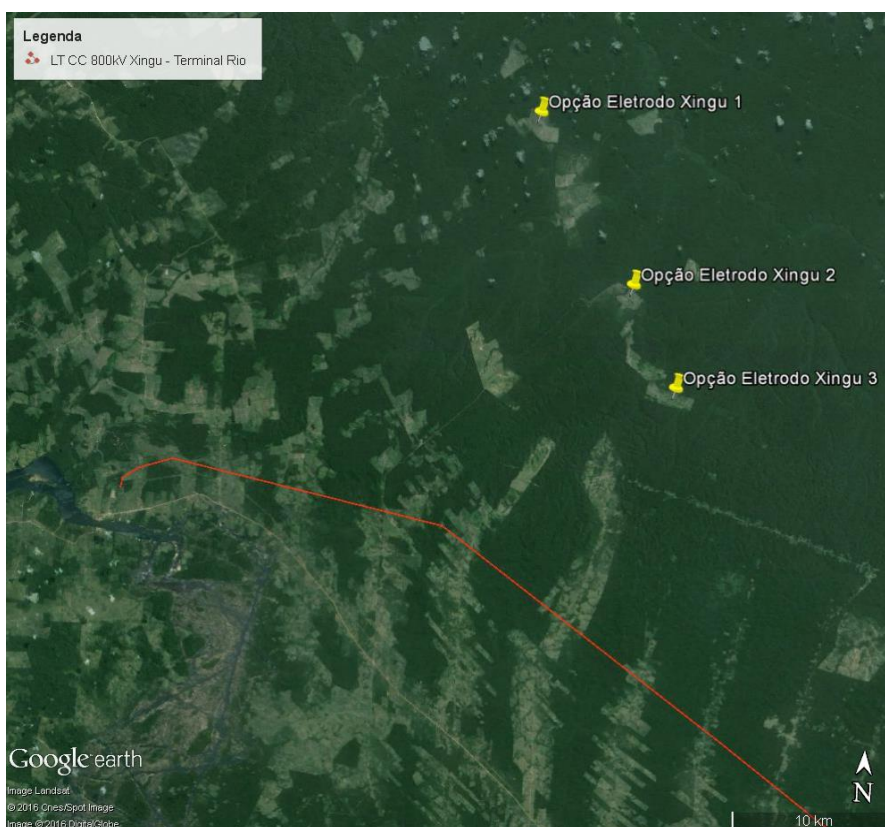 Legenda
LT CC 800kV Xingu - Terminal Rio
Opção Eletrodo Xingu 1
Opção Eletrodo Xingu 2
Opção Eletrodo Xingu 3
Google earth
Image Landsat
© 2016 Cnes/Spot Image
Image © 2016 DigitalGlobe
N
10 km